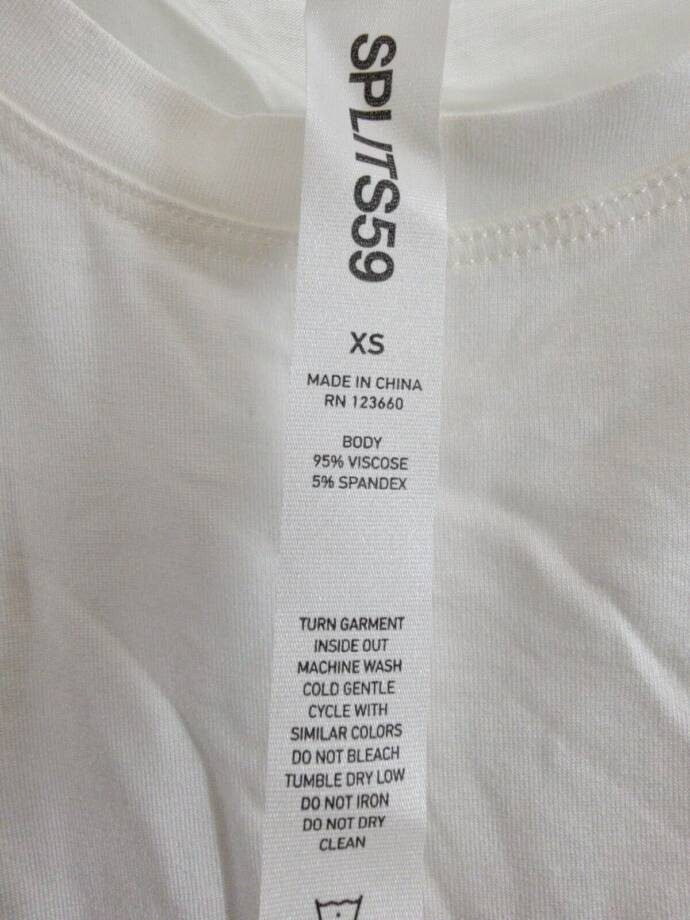 SPLITS59
XS
MADE IN CHINA
RN 123660
BODY
95% VISCOSE
5% SPANDEX
TURN GARMENT
INSIDE OUT
MACHINE WASH
COLD GENTLE
CYCLE WITH
SIMILAR COLORS
DO NOT BLEACH
TUMBLE DRY LOW
DO NOT IRON
DO NOT DRY
CLEAN